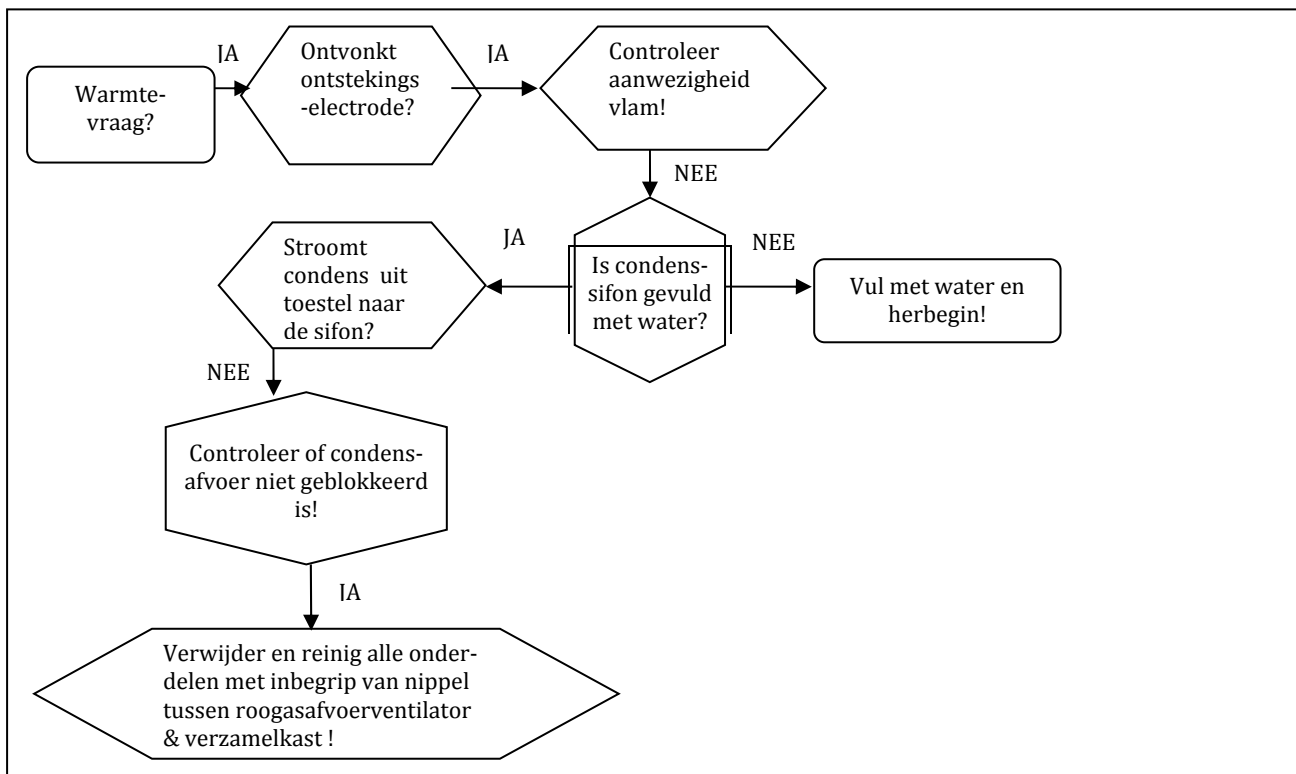 Warmte-
vraag?
JA
Ontvonkt
ontstekings
-electrode?
JA
Controleer
aanwezigheid
vlam!
NEE
Is condens-
sifon gevuld
met water?
NEE
Vul met water en
herbegin!
JA
Stroomt
condens uit
toestel naar
de sifon?
NEE
Controleer of condens-
afvoer niet geblokkeerd
is!
JA
Verwijder en reinig alle onder-
delen met inbegrip van nippel
tussen roogasafvoerventilator
& verzamelkast !